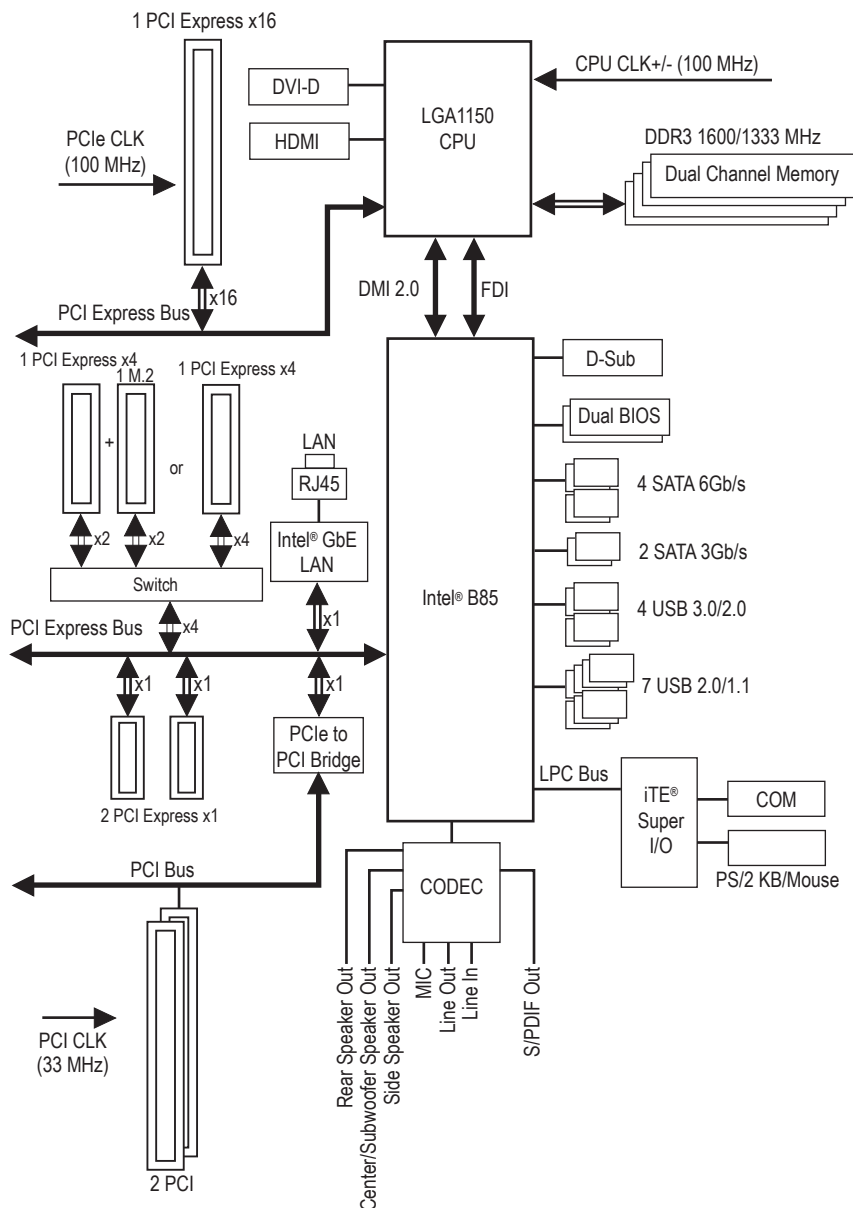 1 PCI Express x16
CPU CLK+/- (100 MHz)
DVI-D
LGA1150
CPU
HDMI
PCIe CLK
(100 MHz)
DDR3 1600/1333 MHz
Dual Channel Memory
x16
DMI 2.0
FDI
PCI Express Bus
1 PCI Express x4
1 M.2
1 PCI Express x4
D-Sub
Dual BIOS
LAN
RJ45
+
or
4 SATA 6Gb/s
x2
x2
x4
Intel® GbE
LAN
2 SATA 3Gb/s
Switch
Intel® B85
4 USB 3.0/2.0
PCI Express Bus
x4
x1
x1
x1
x1
7 USB 2.0/1.1
PCIe to
PCI Bridge
2 PCI Express x1
LPC Bus
iTE®
Super
I/O
COM
PS/2 KB/Mouse
PCI Bus
CODEC
Rear Speaker Out
Center/Subwoofer Speaker Out
Side Speaker Out
MIC
Line Out
Line In
S/PDIF Out
PCI CLK
(33 MHz)
2 PCI